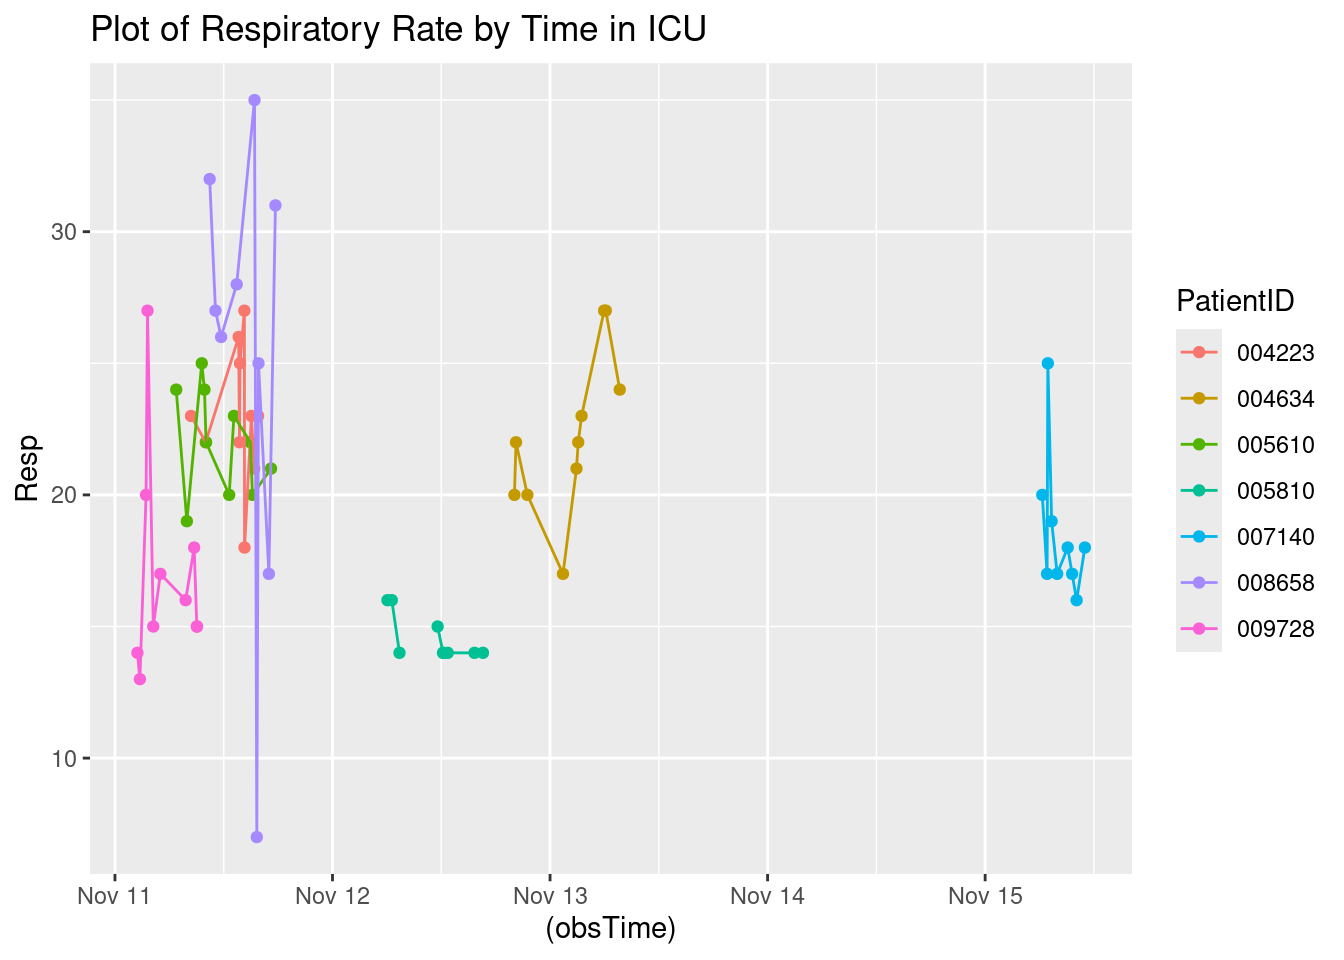 Plot of Respiratory Rate by Time in ICU
Resp
30
20
10
Nov 11
Nov 12
Nov 13
Nov 14
Nov 15
(obsTime)
PatientID
004223
004634
005610
005810
007140
008658
009728